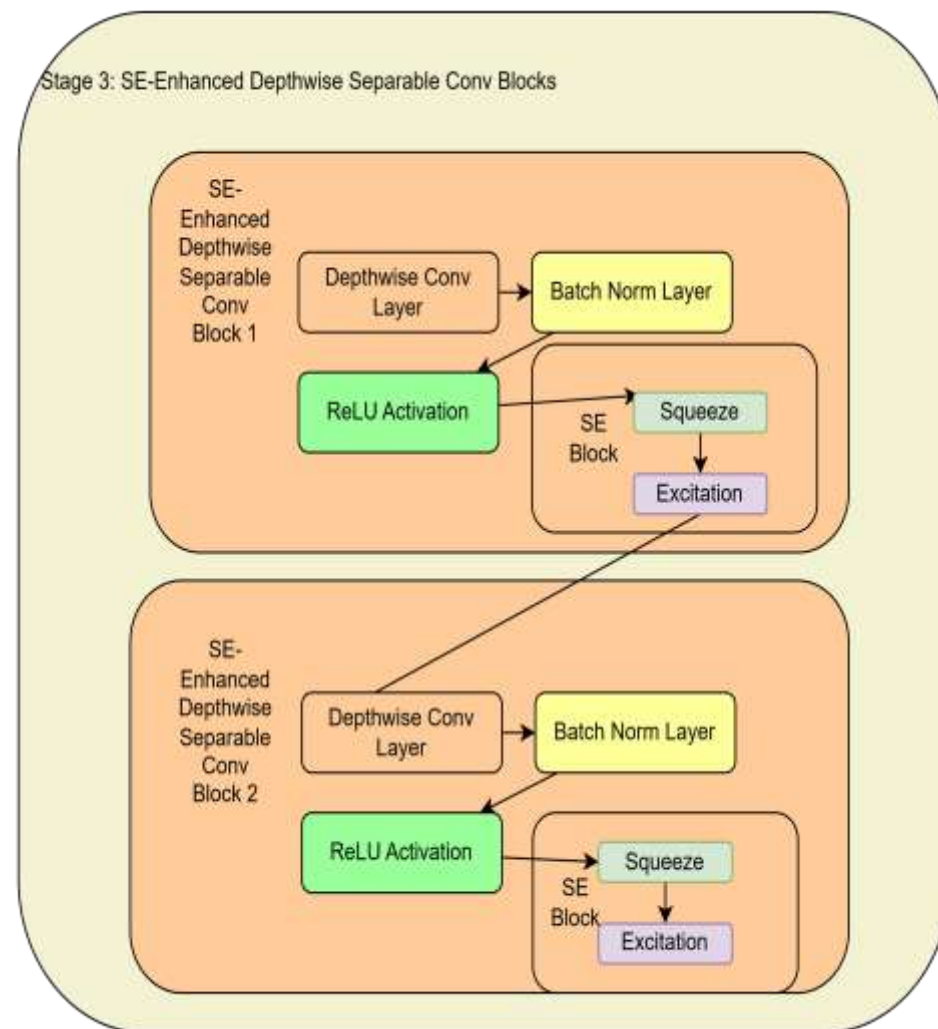 Stage 3: SE-Enhanced Depthwise Separable Conv Blocks
SE-
Enhanced
Depthwise
Separable
Conv
Block 1
Depthwise Conv
Layer
Batch Norm Layer
ReLU Activation
SE
Block
Squeeze
Excitation
SE-
Enhanced
Depthwise
Separable
Conv
Block 2
Depthwise Conv
Layer
Batch Norm Layer
ReLU Activation
SE
Block
Squeeze
Excitation